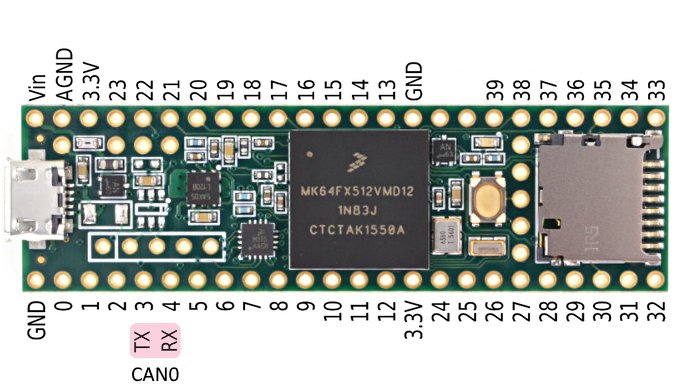 Vin AGND 3.3V 23 22 21 20 19 18 17 16 15 14 13 GND 39 38 37 36 35 34 33
MK64FX512VMD12
1N83J
CTCTAK1550A
GND 0 1 2 3 4 5 6 7 8 9 10 11 12 3.3V 24 25 26 27 28 29 30 31 32
TX RX
CAN0